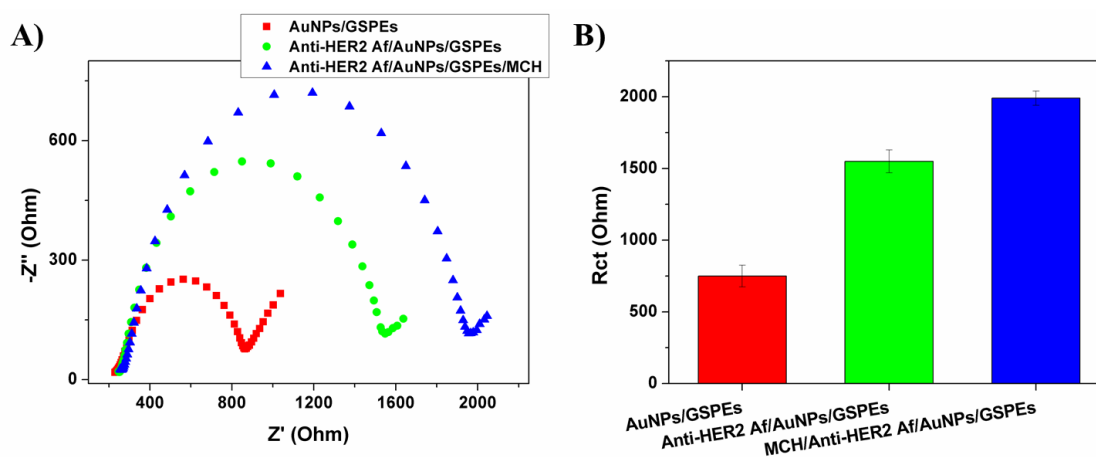 A)
AuNPs/GSPEs
Anti-HER2 Af/AuNPs/GSPEs
Anti-HER2 Af/AuNPs/GSPEs/MCH
-Z'' (Ohm)
600
300
0
400
800
1200
1600
2000
Z' (Ohm)
B)
Rct (Ohm)
2000
1500
1000
500
0
AuNPs/GSPEs
Anti-HER2 Af/AuNPs/GSPEs
MCH/Anti-HER2 Af/AuNPs/GSPEs